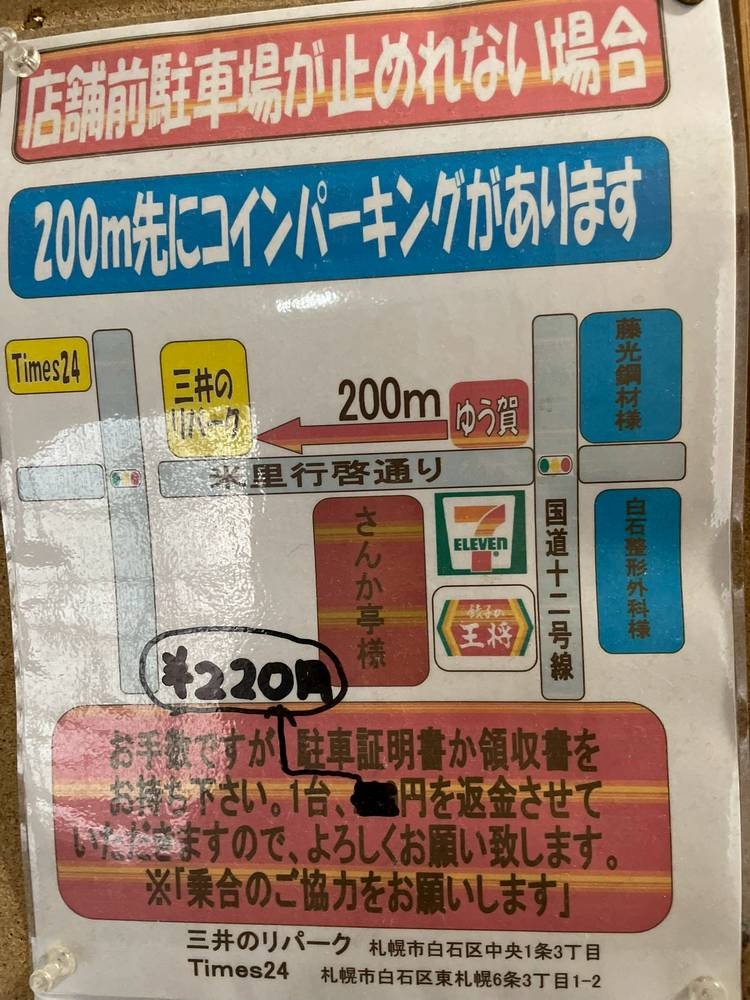 店舗前駐車場が止めれない場合
200m先にコインパーキングがあります
Times24
三井の
リパーク
200m
ゆう賀
藤光鋼材様
米里行啓通り
さんか亭様
7
ELEVEN
餃子の
王将
国道十二号線
白石整形外科様
¥220円
お手数ですが、駐車証明書か領収書を
お持ち下さい。1台、円を返金させて
いただきますので、よろしくお願い致します。
※「乗合のご協力をお願いします」
三井のリパーク 札幌市白石区中央1条3丁目
Times24 札幌市白石区東札幌6条3丁目1-2